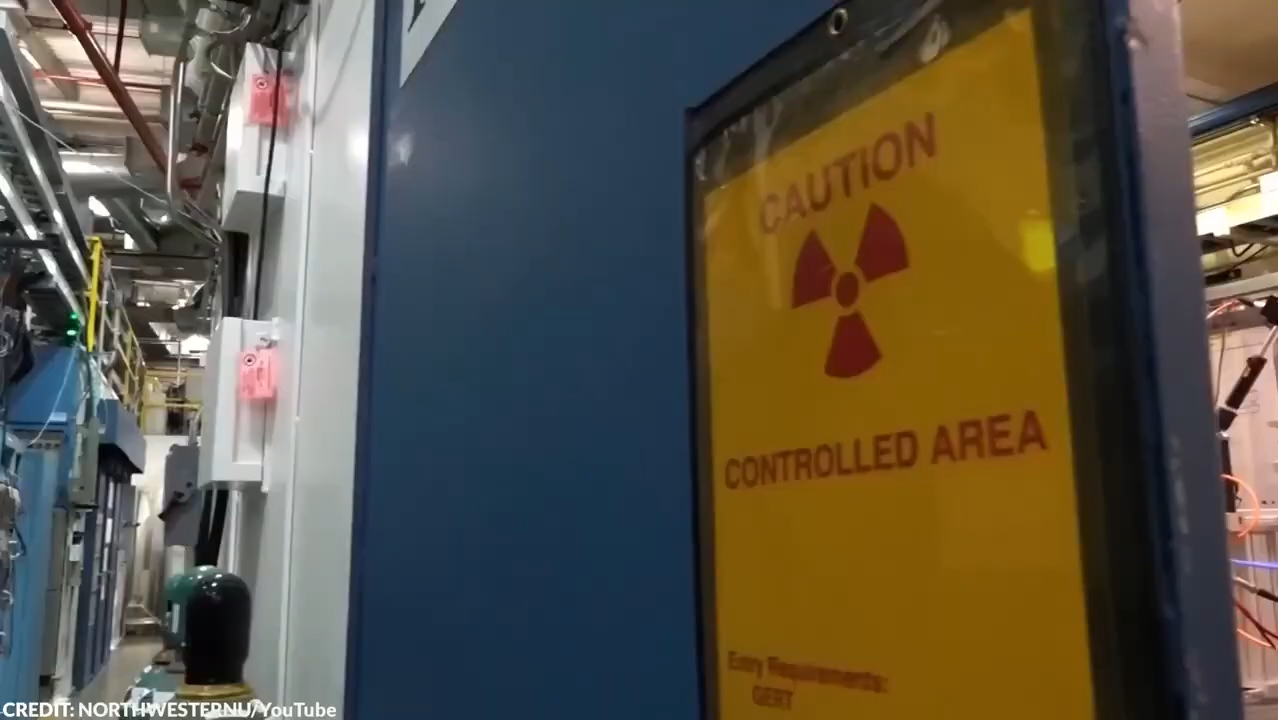 CAUTION
CONTROLLED AREA
Entry Requirements:
GERT
CREDIT: NORTHWESTERNU/YouTube